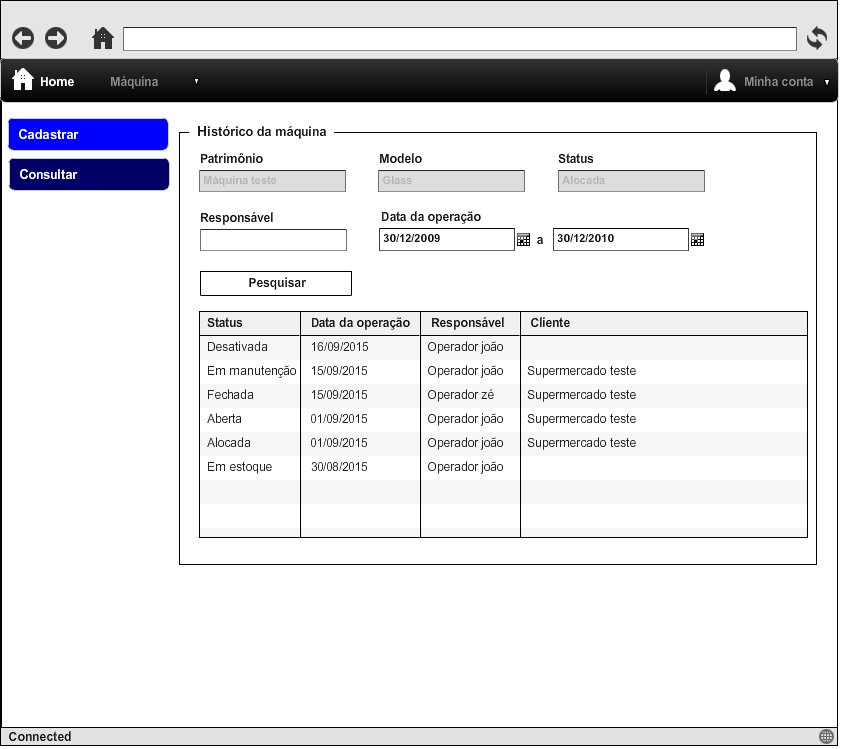 Home Máquina Minha conta
Cadastrar
Consultar
Histórico da máquina
Patrimônio Modelo Status
Máquina teste Glass Alocada
Responsável Data da operação
30/12/2009 a 30/12/2010
Pesquisar
Status Data da operação Responsável Cliente
Desativada 16/09/2015 Operador joão
Em manutenção 15/09/2015 Operador joão Supermercado teste
Fechada 15/09/2015 Operador zé Supermercado teste
Aberta 01/09/2015 Operador joão Supermercado teste
Alocada 01/09/2015 Operador joão Supermercado teste
Em estoque 30/08/2015 Operador joão
Connected